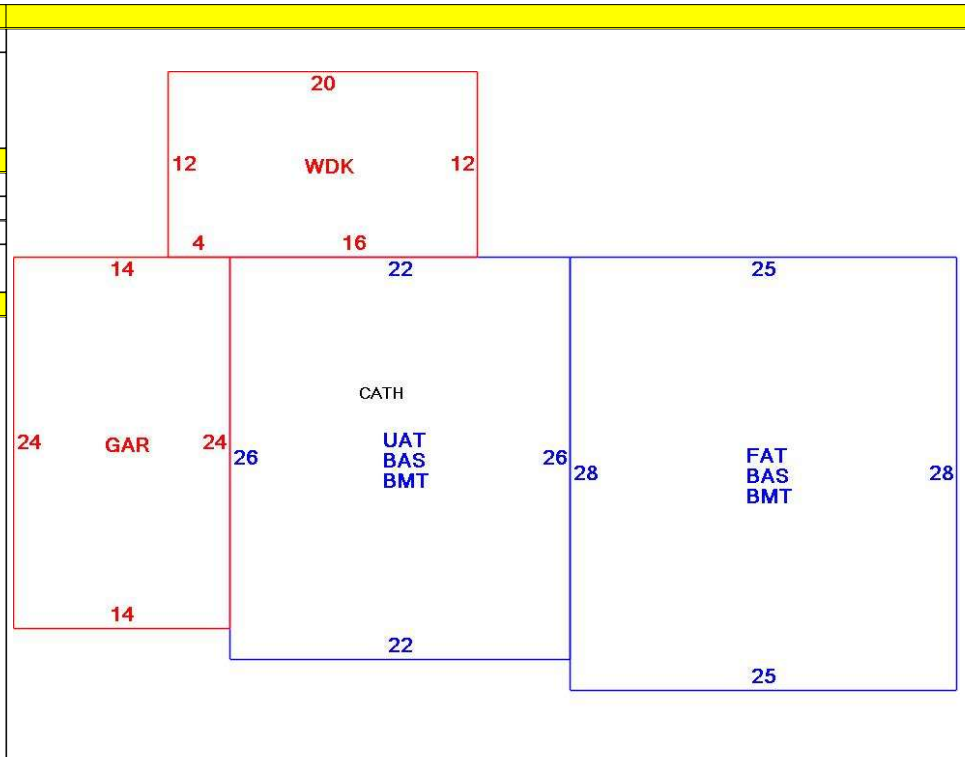 20
12 WDK 12
4 16
14 22 25
CATH
24 GAR 24
26 UAT 26
BAS
BMT
28 FAT 28
BAS
BMT
14
22
25